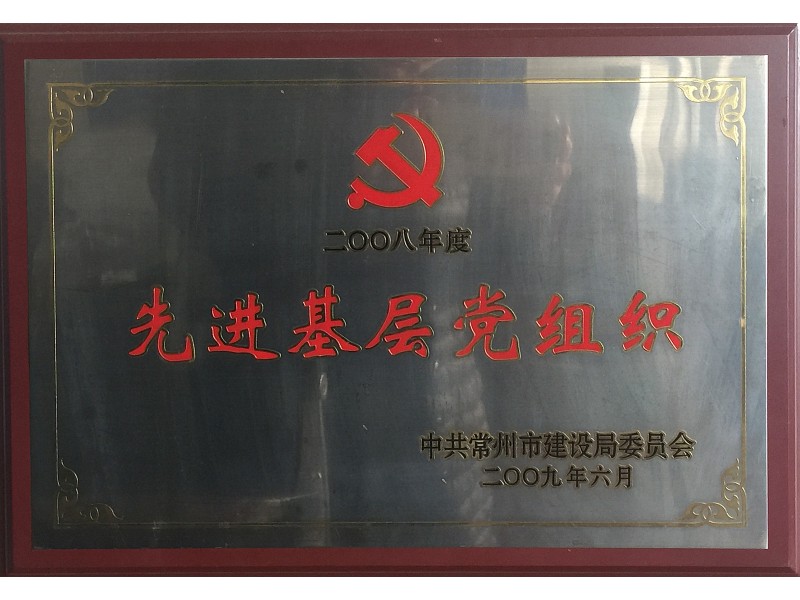 二〇〇八年度
先进基层党组织
中共常州市建设局委员会
二〇〇九年六月